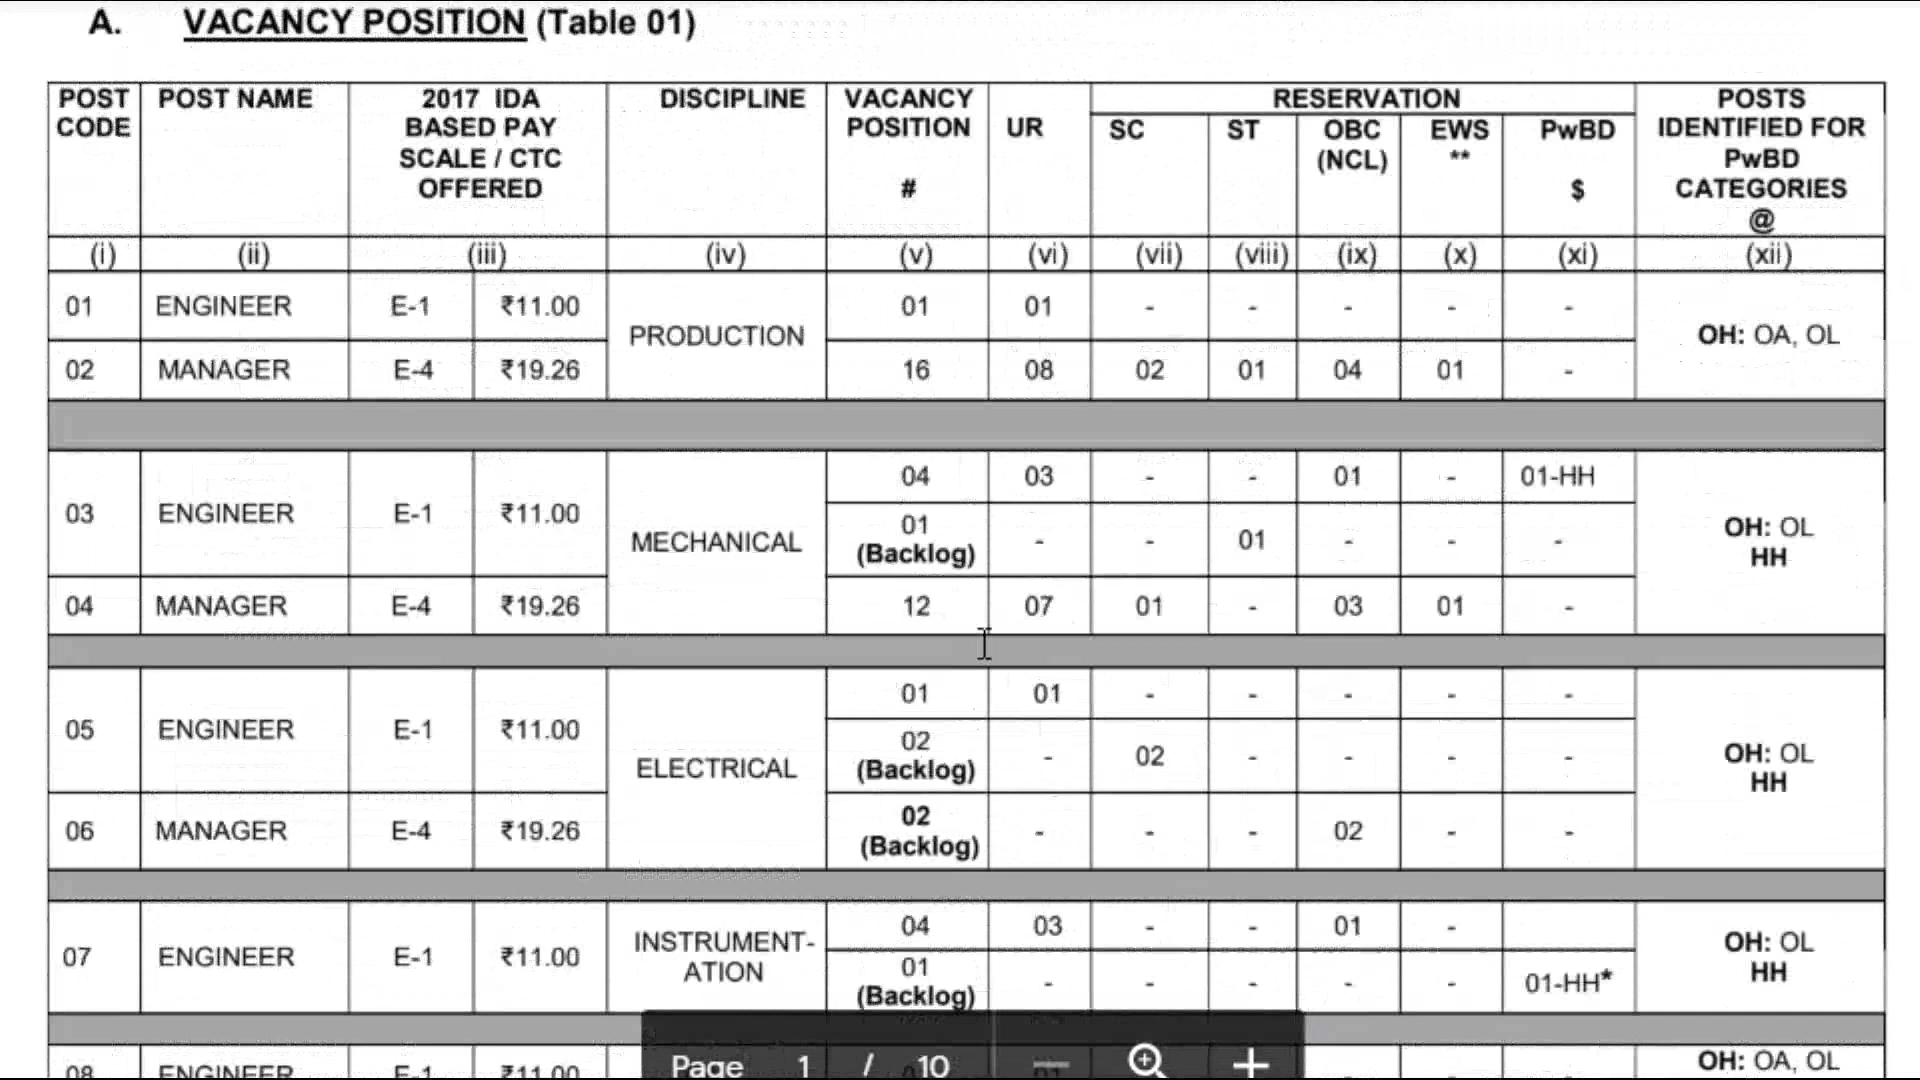 A. VACANCY POSITION (Table 01)
POST CODE | POST NAME | 2017 IDA BASED PAY SCALE / CTC OFFERED | DISCIPLINE | VACANCY POSITION # | UR | RESERVATION | POSTS IDENTIFIED FOR PwBD CATEGORIES @
SC | ST | OBC (NCL) | EWS ** | PwBD $
(i) (ii) (iii) (iv) (v) (vi) (vii) (viii) (ix) (x) (xi) (xii)
01 ENGINEER E-1 ₹11.00 PRODUCTION 01 01 - - - - - OH: OA, OL
02 MANAGER E-4 ₹19.26 16 08 02 01 04 01 -
03 ENGINEER E-1 ₹11.00 MECHANICAL 04 03 - - 01 - 01-HH OH: OL HH
01 (Backlog) - - 01 - - -
04 MANAGER E-4 ₹19.26 12 07 01 - 03 01 -
05 ENGINEER E-1 ₹11.00 ELECTRICAL 01 01 - - - - - OH: OL HH
02 (Backlog) - 02 - - - -
06 MANAGER E-4 ₹19.26 02 (Backlog) - - - 02 - -
07 ENGINEER E-1 ₹11.00 INSTRUMENT-ATION 04 03 - - 01 - OH: OL HH
01 (Backlog) - - - - - 01-HH*
08 ENGINEER E-1 ₹11.00 OH: OA, OL
Page 1 / 10